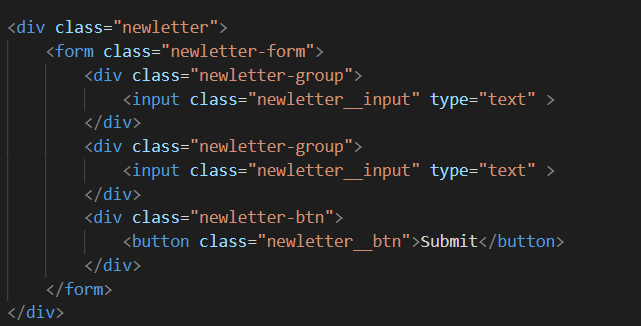 <div class="newletter">
    <form class="newletter-form">
        <div class="newletter-group">
            <input class="newletter__input" type="text" >
        </div>
        <div class="newletter-group">
            <input class="newletter__input" type="text" >
        </div>
        <div class="newletter-btn">
            <button class="newletter__btn">Submit</button>
        </div>
    </form>
</div>